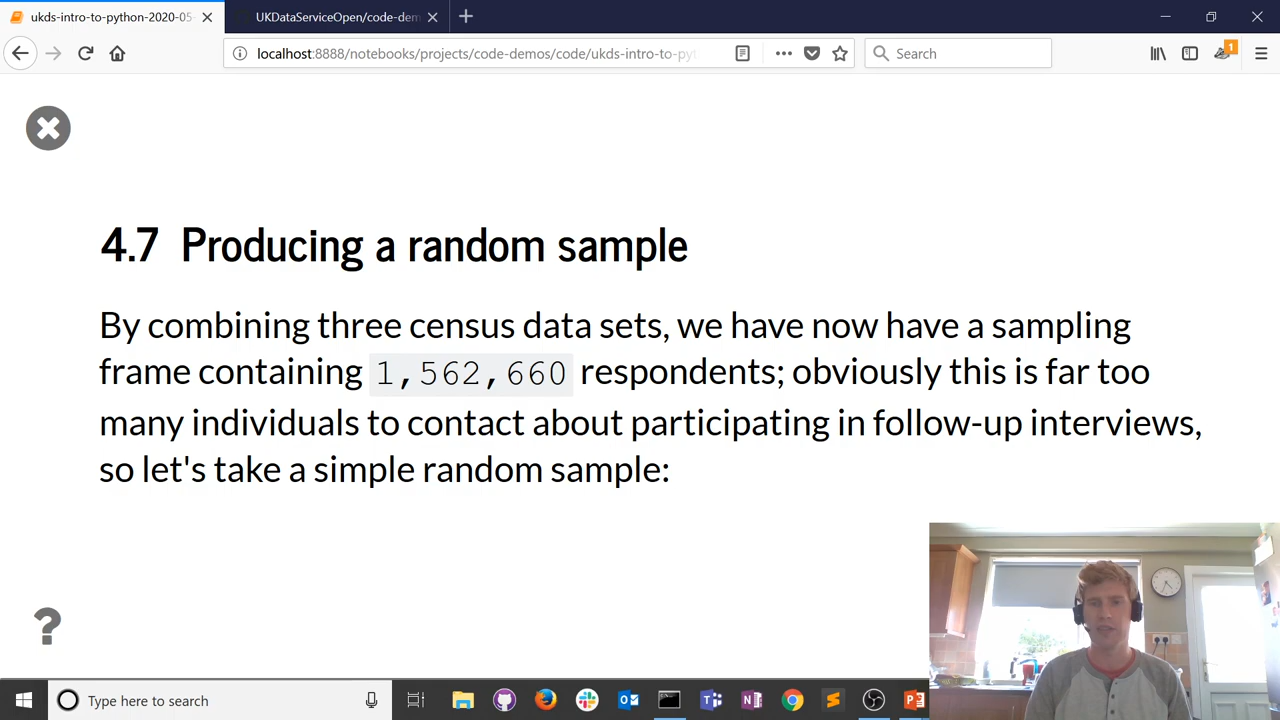 ukds-intro-to-python-2020-05-
UKDataServiceOpen/code-dem
localhost:8888/notebooks/projects/code-demos/code/ukds-intro-to-pyt
Search
1
4.7 Producing a random sample
By combining three census data sets, we have now have a sampling
frame containing 1,562,660 respondents; obviously this is far too
many individuals to contact about participating in follow-up interviews,
so let's take a simple random sample:
?
Type here to search